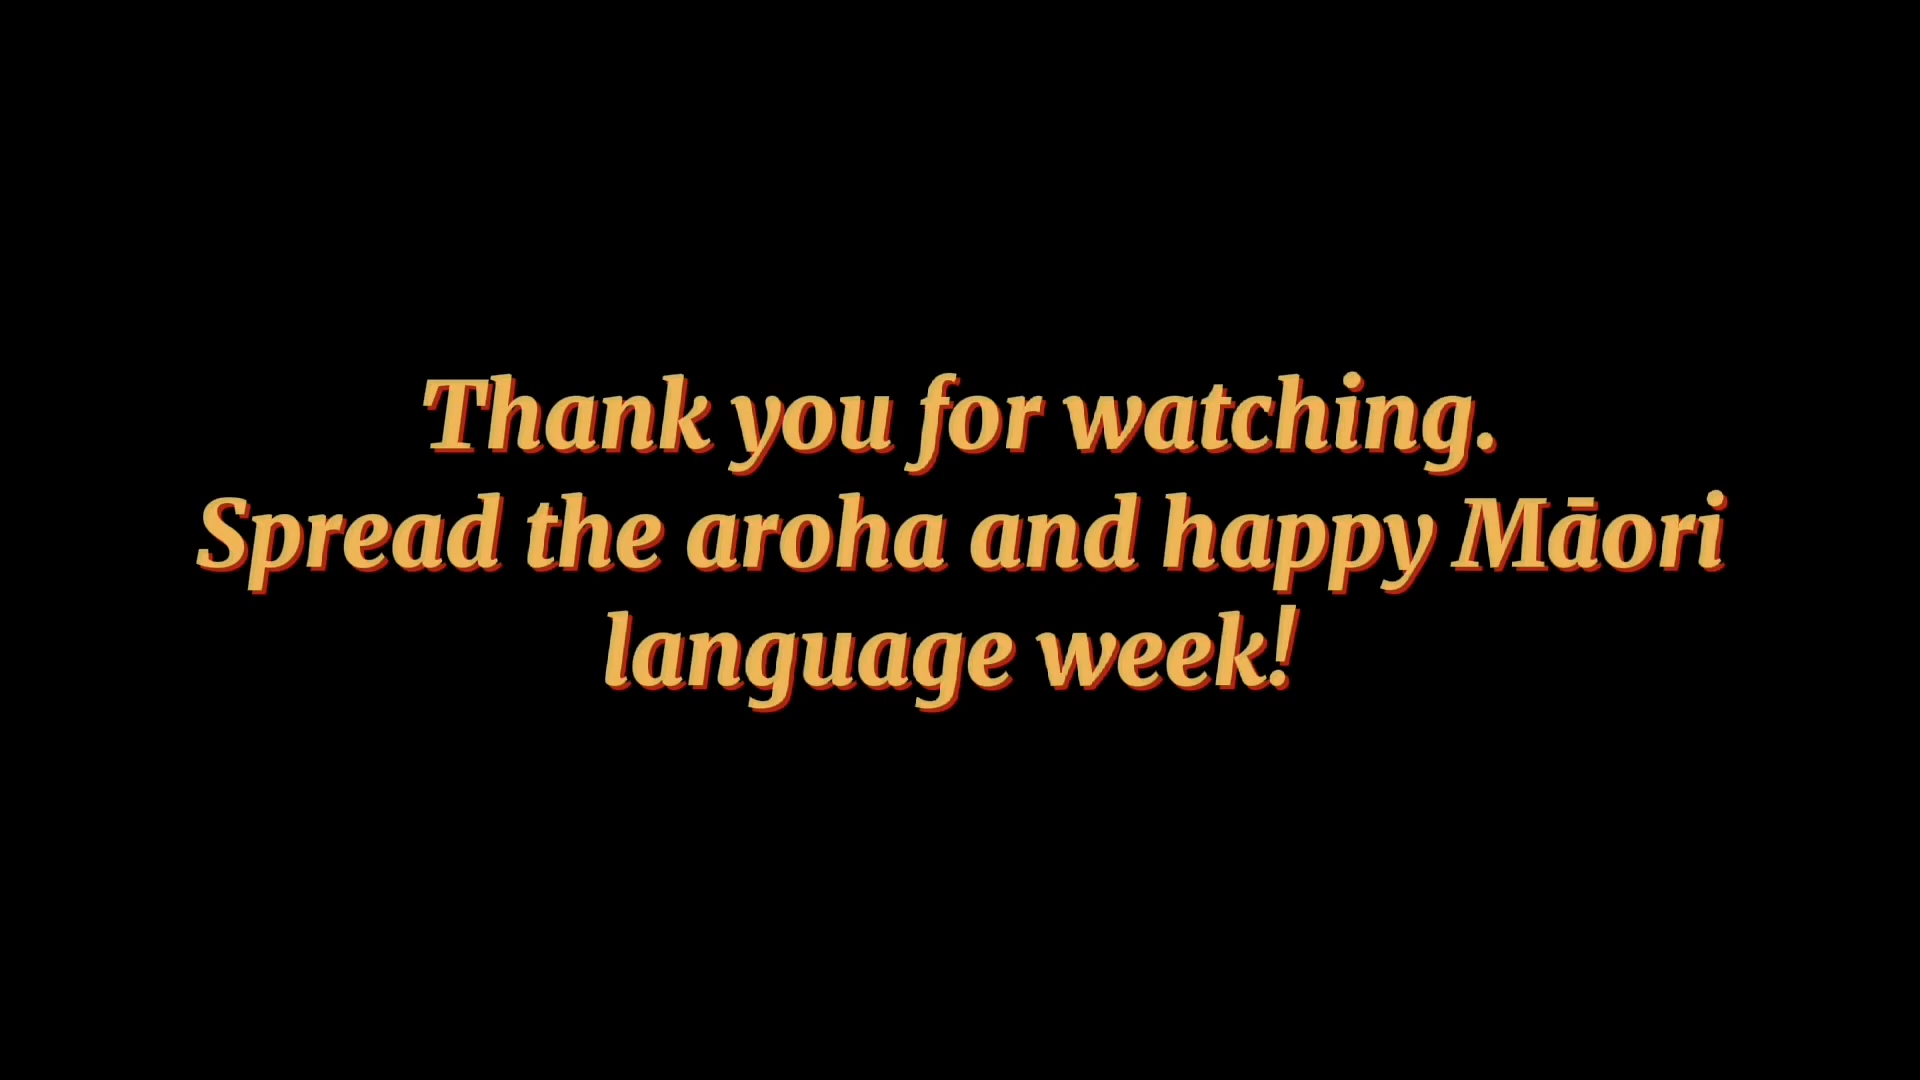 Thank you for watching.
Spread the aroha and happy Māori
language week!